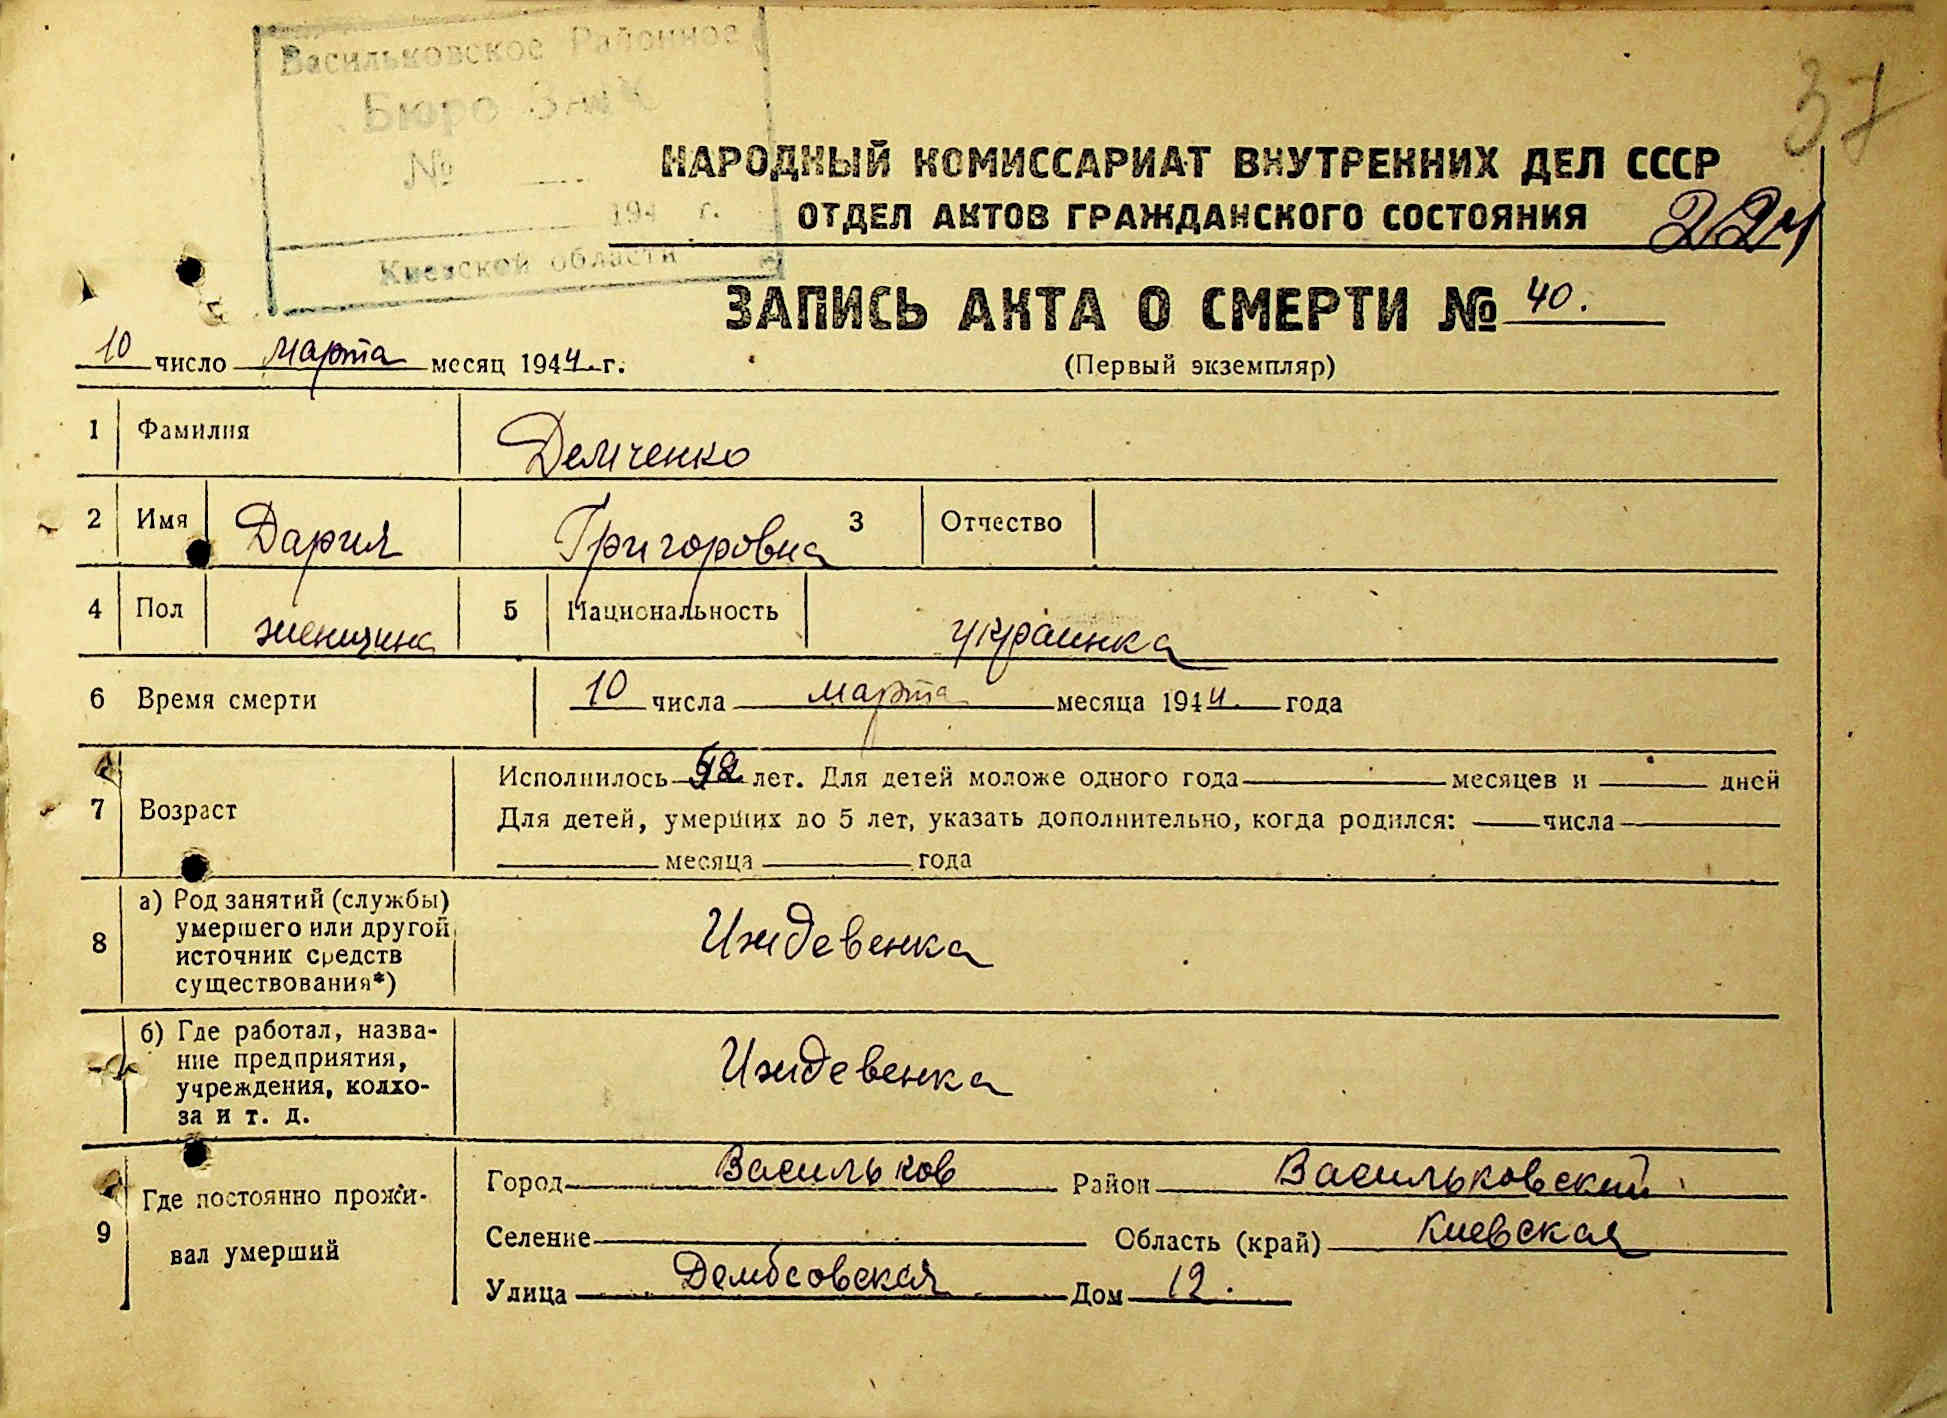 37
Васильковское Районное
Бюро ЗАГС
№
194 г.
Киевской области
НАРОДНЫЙ КОМИССАРИАТ ВНУТРЕННИХ ДЕЛ СССР
ОТДЕЛ АКТОВ ГРАЖДАНСКОГО СОСТОЯНИЯ
224
ЗАПИСЬ АКТА О СМЕРТИ № 40.
10 число марта месяц 1944 г.
(Первый экземпляр)
1 Фамилия Демченко
2 Имя Дария Григоровна 3 Отчество
4 Пол женщина 5 Национальность украинка
6 Время смерти 10 числа марта месяца 1944 года
Исполнилось лет. Для детей моложе одного года месяцев и дней
7 Возраст Для детей, умерших до 5 лет, указать дополнительно, когда родился: числа
месяца года
8 а) Род занятий (службы)
умершего или другой
источник средств
существования*)
Иждевенка
б) Где работал, назва-
ние предприятия,
учреждения, колхо-
за и т. д.
Иждевенка
9 Где постоянно прожи-
вал умерший
Город Васильков Район Васильковский
Селение Область (край) Киевская
Улица Дом 12.